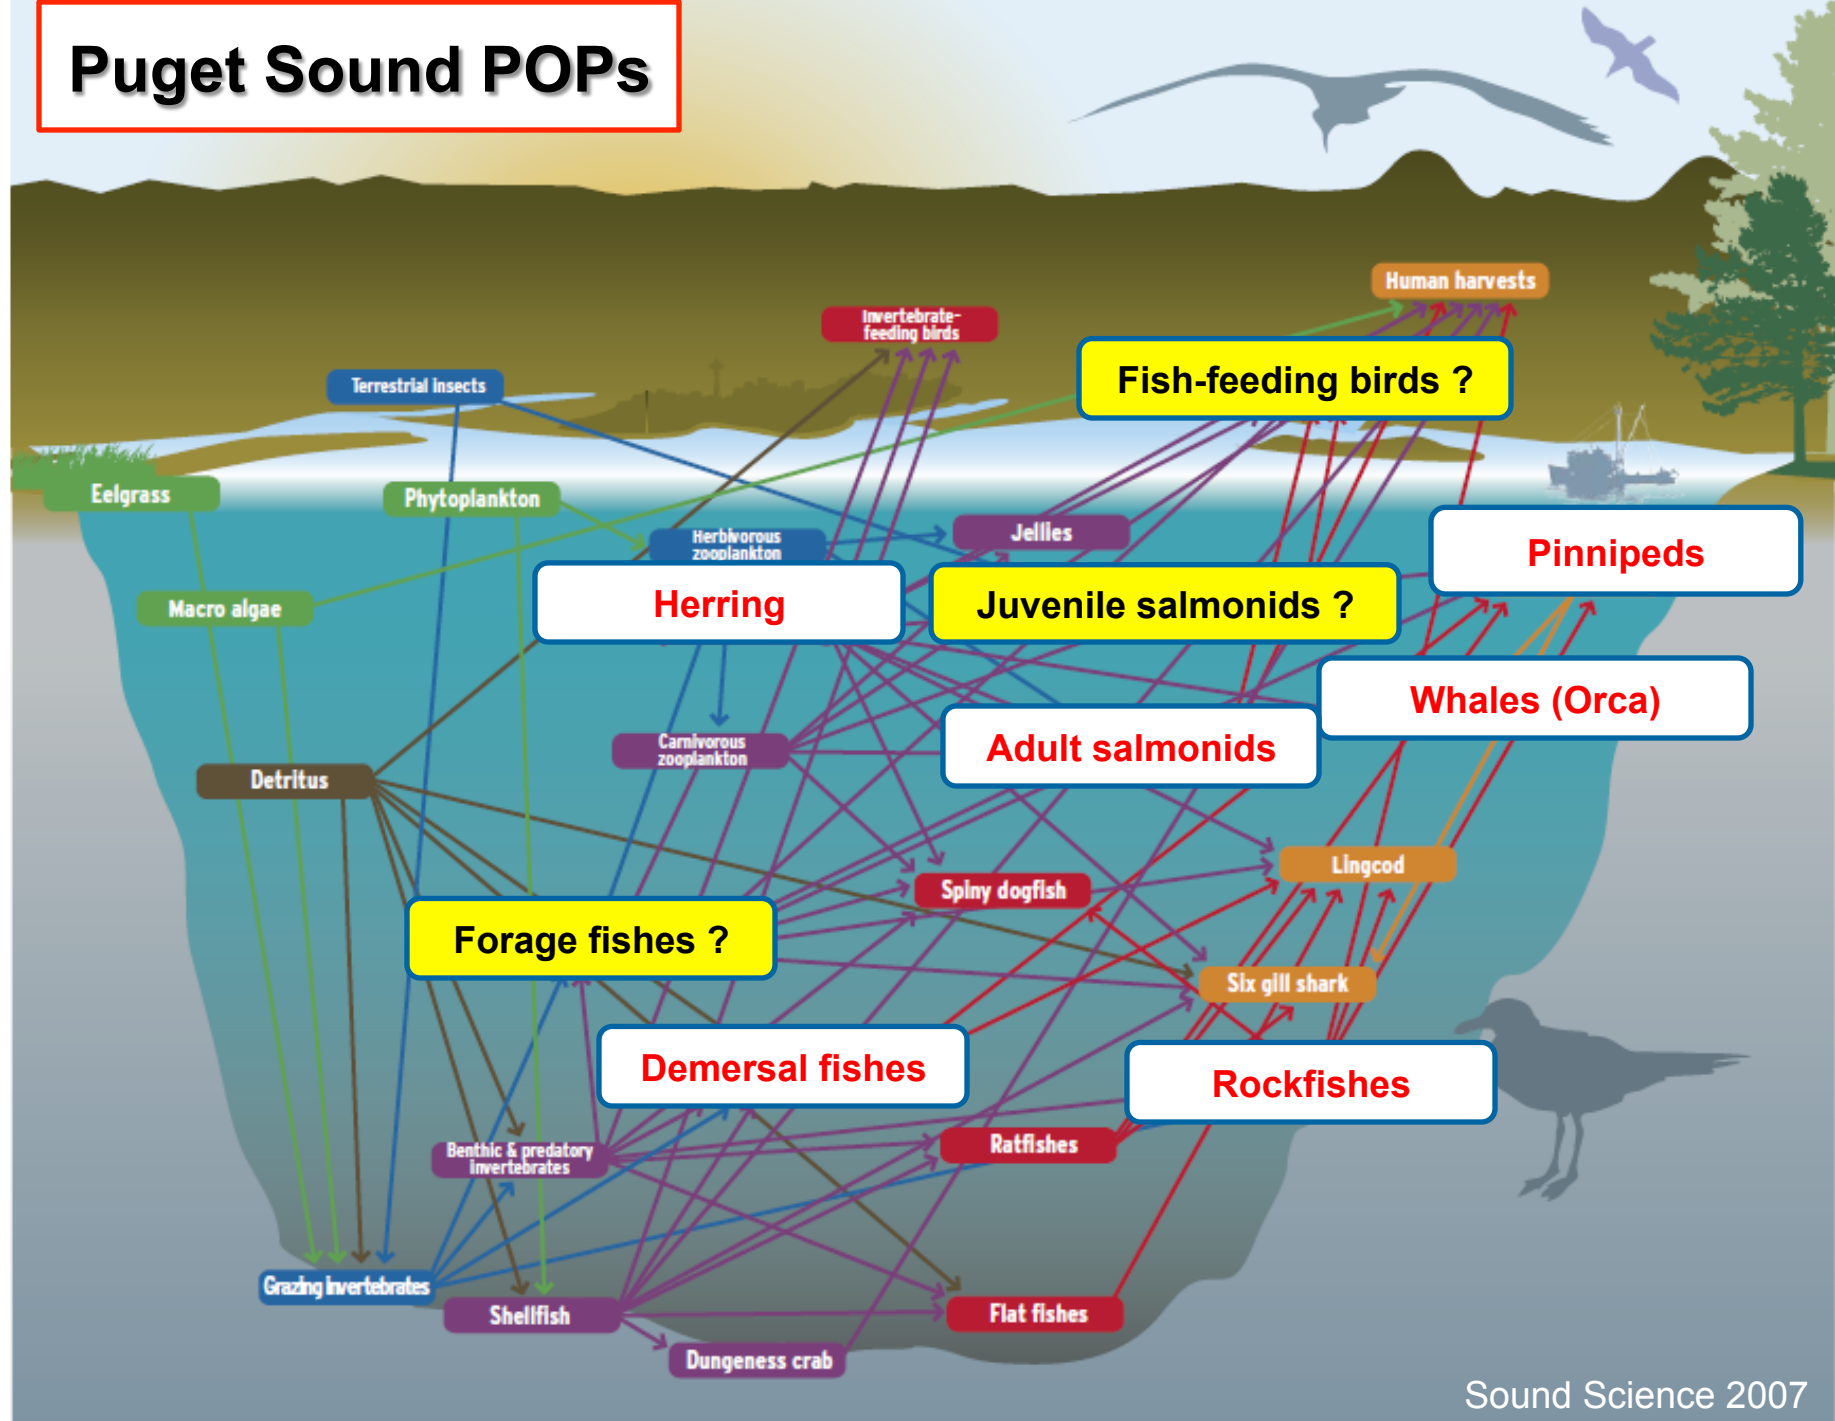 Puget Sound POPs
Human harvests
Invertebrate-
feeding birds
Fish-feeding birds ?
Terrestrial insects
Eelgrass
Phytoplankton
Herbivorous
zooplankton
Jellies
Pinnipeds
Macro algae
Herring
Juvenile salmonids ?
Whales (Orca)
Carnivorous
zooplankton
Adult salmonids
Detritus
Lingcod
Spiny dogfish
Forage fishes ?
Six gill shark
Demersal fishes
Rockfishes
Benthic & predatory
invertebrates
Ratfishes
Grazing invertebrates
Shellfish
Flat fishes
Dungeness crab
Sound Science 2007